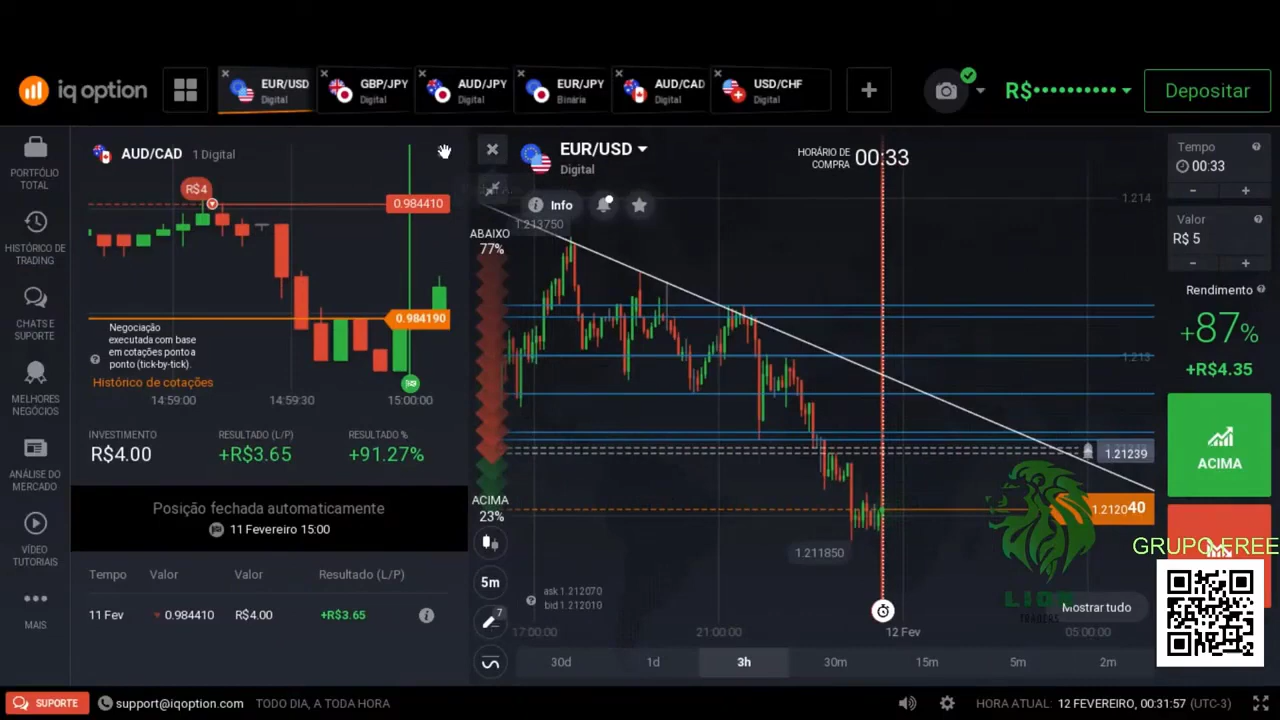 iq option
EUR/USD
Digital
GBP/JPY
Digital
AUD/JPY
Digital
EUR/JPY
Binária
AUD/CAD
Digital
USD/CHF
Digital
R$••••••••••
Depositar
PORTFÓLIO
TOTAL
HISTÓRICO DE
TRADING
CHATS E
SUPORTE
MELHORES
NEGÓCIOS
ANÁLISE DO
MERCADO
VÍDEO
TUTORIAIS
MAIS
AUD/CAD 1 Digital
R$4
0.984410
0.984190
Negociação
executada com base
em cotações ponto a
ponto (tick-by-tick).
Histórico de cotações
14:59:00
14:59:30
15:00:00
INVESTIMENTO
R$4.00
RESULTADO (L/P)
+R$3.65
RESULTADO %
+91.27%
Posição fechada automaticamente
11 Fevereiro 15:00
Tempo Valor Valor Resultado (L/P)
11 Fev 0.984410 R$4.00 +R$3.65
EUR/USD
Digital
Info
HORÁRIO DE
COMPRA
00:33
1.213750
1.214
1.213
ABAIXO
77%
ACIMA
23%
1.21239
1.212040
1.211850
ask 1.212070
bid 1.212010
5m
7
17:00:00
21:00:00
12 Fev
05:00:00
30d 1d 3h 30m 15m 5m 2m
Mostrar tudo
LION
TRADERS
Tempo
00:33
- +
Valor
R$ 5
- +
Rendimento
+87%
+R$4.35
ACIMA
GRUPO FREE
SUPORTE
support@iqoption.com
TODO DIA, A TODA HORA
HORA ATUAL: 12 FEVEREIRO, 00:31:57 (UTC-3)